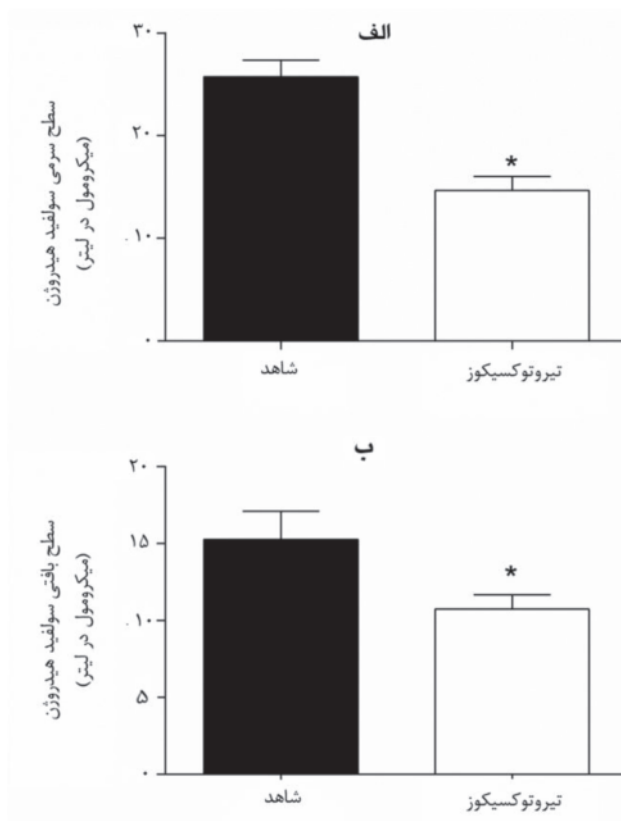 الف
سطح سرمی سولفید هیدروژن
(میکرومول در لیتر)
۳۰
۲۰
۱۰
۰
*
شاهد
تیروتوکسیکوز
ب
سطح بافتی سولفید هیدروژن
(میکرومول در لیتر)
۲۰
۱۵
۱۰
۵
۰
*
شاهد
تیروتوکسیکوز